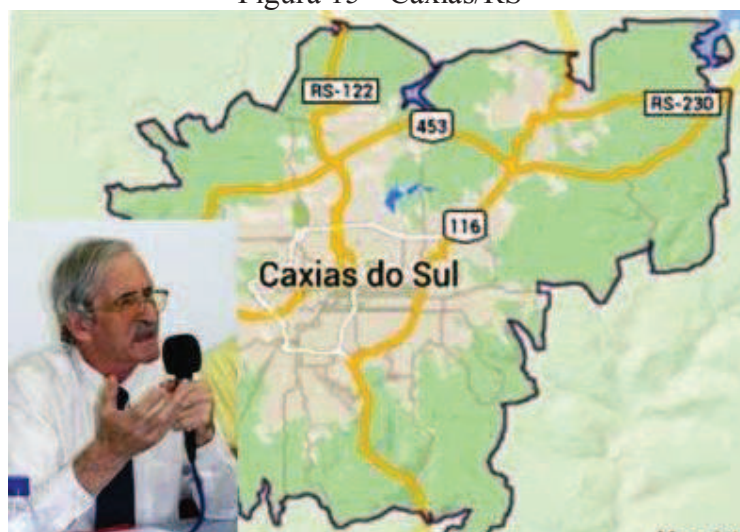 Figura 15 – Caxias/RS
RS-122
RS-230
453
116
Caxias do Sul